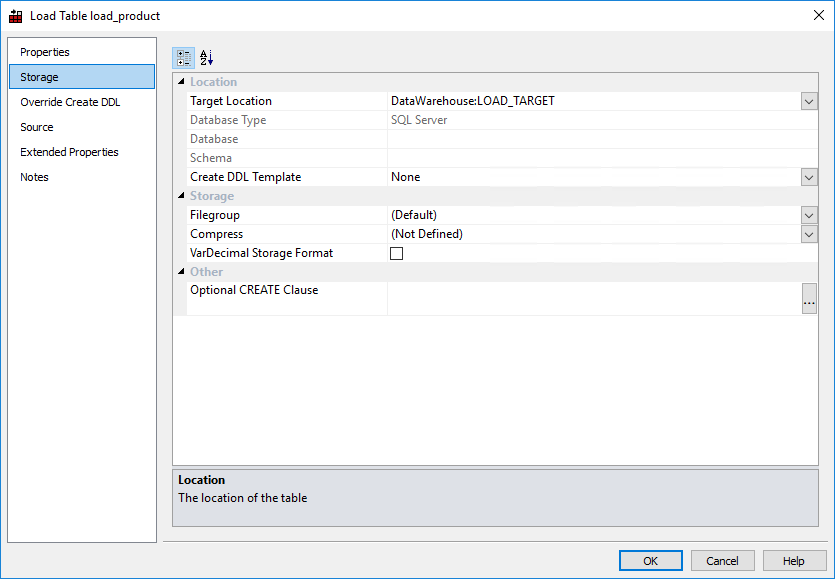 Load Table load_product
Properties
Storage
Override Create DDL
Source
Extended Properties
Notes
A Z
Location
Target Location DataWarehouse:LOAD_TARGET
Database Type SQL Server
Database
Schema
Create DDL Template None
Storage
Filegroup (Default)
Compress (Not Defined)
VarDecimal Storage Format
Other
Optional CREATE Clause ...
Location
The location of the table
OK Cancel Help